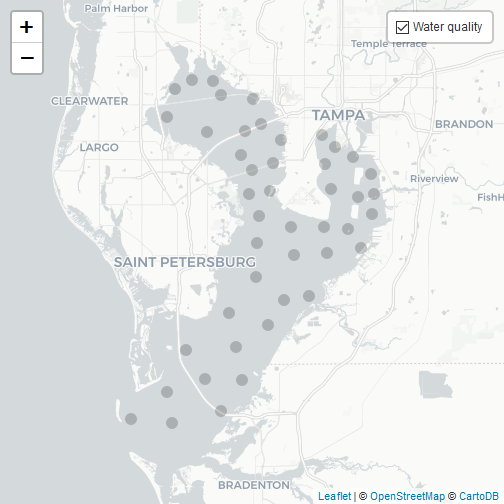 Palm Harbor
+
Water quality
−
Temple Terrace
CLEARWATER
TAMPA
BRANDON
LARGO
Riverview
FishH
SAINT PETERSBURG
BRADENTON
Leaflet | © OpenStreetMap © CartoDB